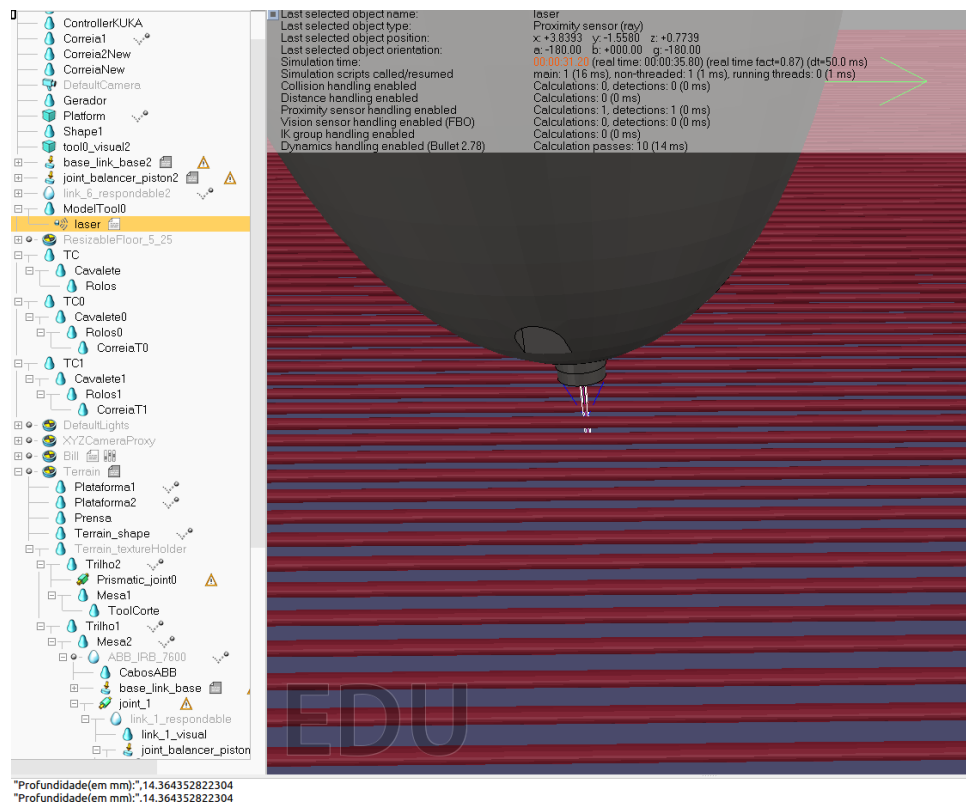 ControllerKUKA
Correia1
Correia2New
CorreiaNew
DefaultCamera
Gerador
Platform
Shape1
tool0_visual2
base_link_base2
joint_balancer_piston2
link_6_respondable2
ModelTool0
laser
ResizableFloor_5_25
TC
Cavalete
Rolos
TC0
Cavalete0
Rolos0
CorreiaT0
TC1
Cavalete1
Rolos1
CorreiaT1
DefaultLights
XYZCameraProxy
Bill
Terrain
Plataforma1
Plataforma2
Prensa
Terrain_shape
Terrain_textureHolder
Trilho2
Prismatic_joint0
Mesa1
ToolCorte
Trilho1
Mesa2
ABB_IRB_7600
CabosABB
base_link_base
joint_1
link_1_respondable
link_1_visual
joint_balancer_piston
Last selected object name: laser
Last selected object type: Proximity sensor (ray)
Last selected object position: x: +3.8393 y: -1.5580 z: +0.7739
Last selected object orientation: a: -180.00 b: +000.00 g: -180.00
Simulation time: 00:00:31.20 (real time: 00:00:35.80) (real time fact=0.87) (dt=50.0 ms)
Simulation scripts called/resumed main: 1 (16 ms), non-threaded: 1 (1 ms), running threads: 0 (1 ms)
Collision handling enabled Calculations: 0, detections: 0 (0 ms)
Distance handling enabled Calculations: 0 (0 ms)
Proximity sensor handling enabled Calculations: 1, detections: 1 (0 ms)
Vision sensor handling enabled (FBO) Calculations: 0, detections: 0 (0 ms)
IK group handling enabled Calculations: 0 (0 ms)
Dynamics handling enabled (Bullet 2.78) Calculation passes: 10 (14 ms)
EDU
"Profundidade(em mm):",14.364352822304
"Profundidade(em mm):",14.364352822304